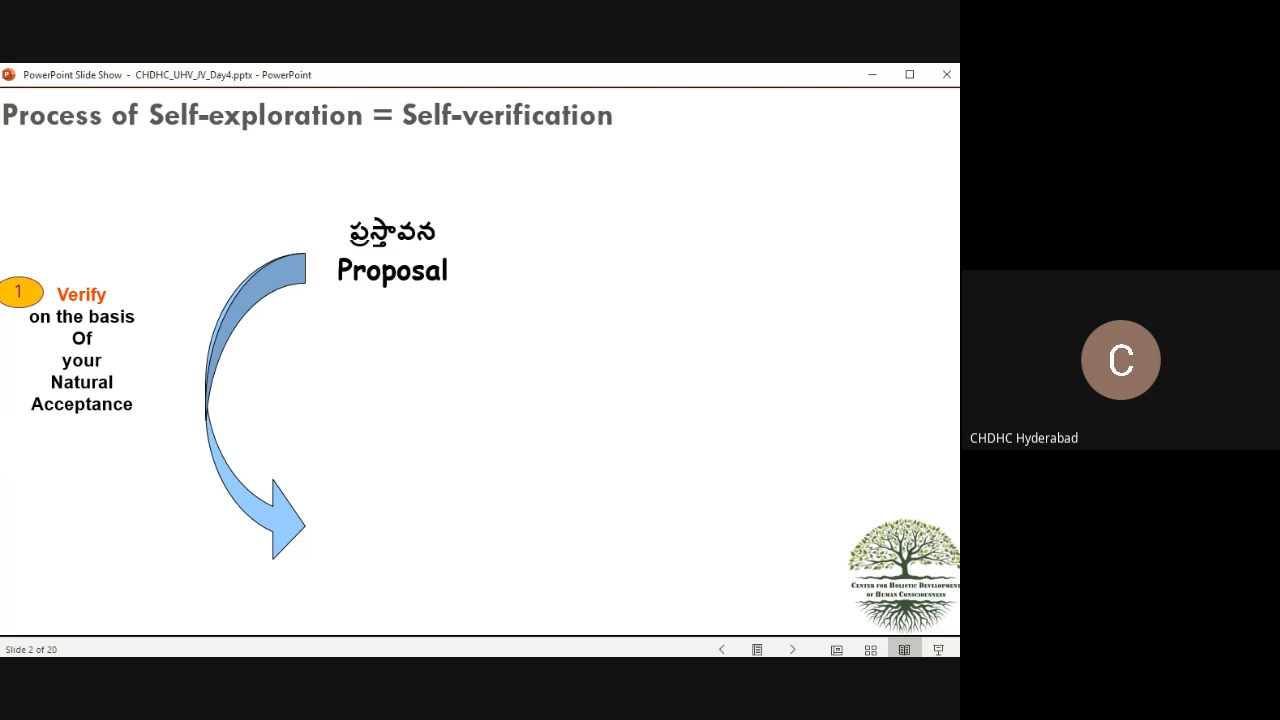 PowerPoint Slide Show - CHDHC_UHV_JV_Day4.pptx - PowerPoint
Process of Self-exploration = Self-verification
ప్రస్తావన
Proposal
1
Verify
on the basis
Of
your
Natural
Acceptance
C
CHDHC Hyderabad
CENTER FOR HOLISTIC DEVELOPMENT
OF HUMAN CONSCIOUSNESS
Slide 2 of 20